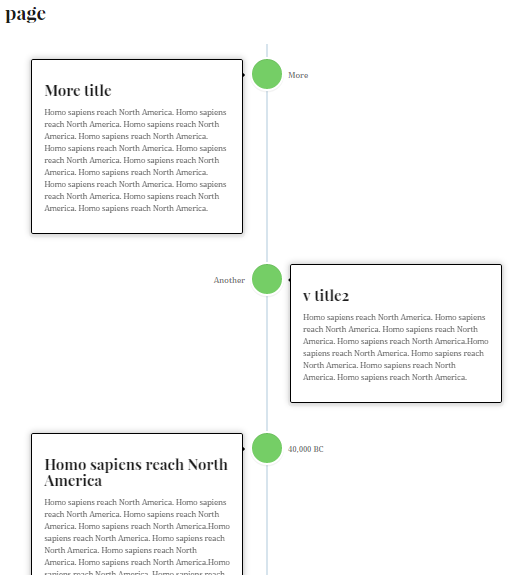 page
More title
Homo sapiens reach North America. Homo sapiens
reach North America. Homo sapiens reach North
America. Homo sapiens reach North America.
Homo sapiens reach North America. Homo sapiens
reach North America. Homo sapiens reach North
America. Homo sapiens reach North America.
Homo sapiens reach North America. Homo sapiens
reach North America. Homo sapiens reach North
America. Homo sapiens reach North America.
More
Another
v title2
Homo sapiens reach North America. Homo sapiens
reach North America. Homo sapiens reach North
America. Homo sapiens reach North America.Homo
sapiens reach North America. Homo sapiens reach
North America. Homo sapiens reach North
America. Homo sapiens reach North America.
Homo sapiens reach North
America
Homo sapiens reach North America. Homo sapiens
reach North America. Homo sapiens reach North
America. Homo sapiens reach North America.Homo
sapiens reach North America. Homo sapiens reach
North America. Homo sapiens reach North
America. Homo sapiens reach North America.Homo
sapiens reach North America. Homo sapiens reach
40,000 BC